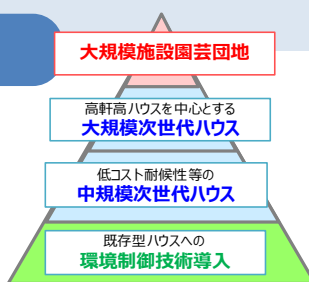 大規模施設園芸団地
高軒高ハウスを中心とする
大規模次世代ハウス
低コスト耐候性等の
中規模次世代ハウス
既存型ハウスへの
環境制御技術導入